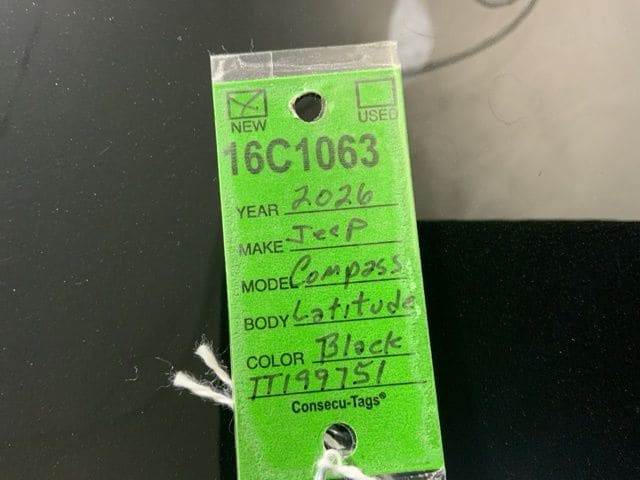 NEW USED
16C1063
YEAR 2026
MAKE Jeep
MODEL Compass
BODY Latitude
COLOR Black
TT199751
Consecu-Tags®